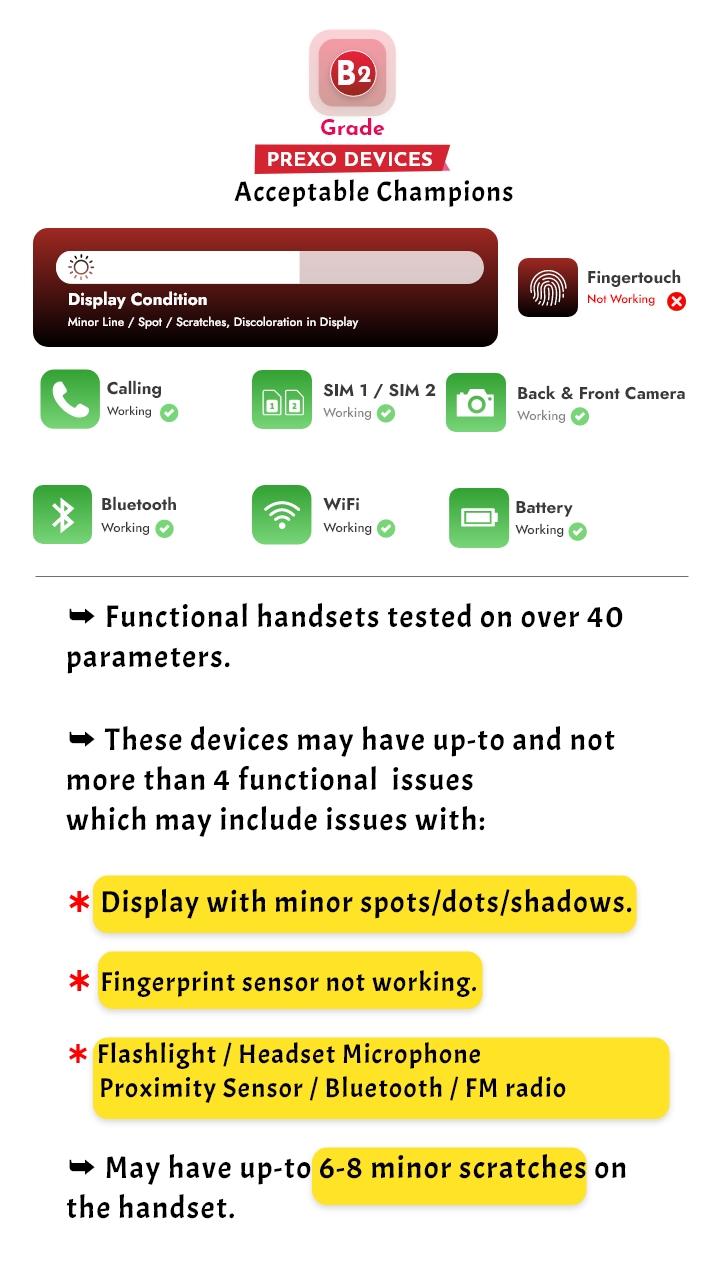 B2
Grade
PREXO DEVICES
Acceptable Champions
Display Condition
Minor Line / Spot / Scratches, Discoloration in Display
Fingertouch
Not Working
Calling
Working
1 2
SIM 1 / SIM 2
Working
Back & Front Camera
Working
Bluetooth
Working
WiFi
Working
Battery
Working
➥ Functional handsets tested on over 40
parameters.
➥ These devices may have up-to and not
more than 4 functional issues
which may include issues with:
* Display with minor spots/dots/shadows.
* Fingerprint sensor not working.
* Flashlight / Headset Microphone
Proximity Sensor / Bluetooth / FM radio
➥ May have up-to 6-8 minor scratches on
the handset.